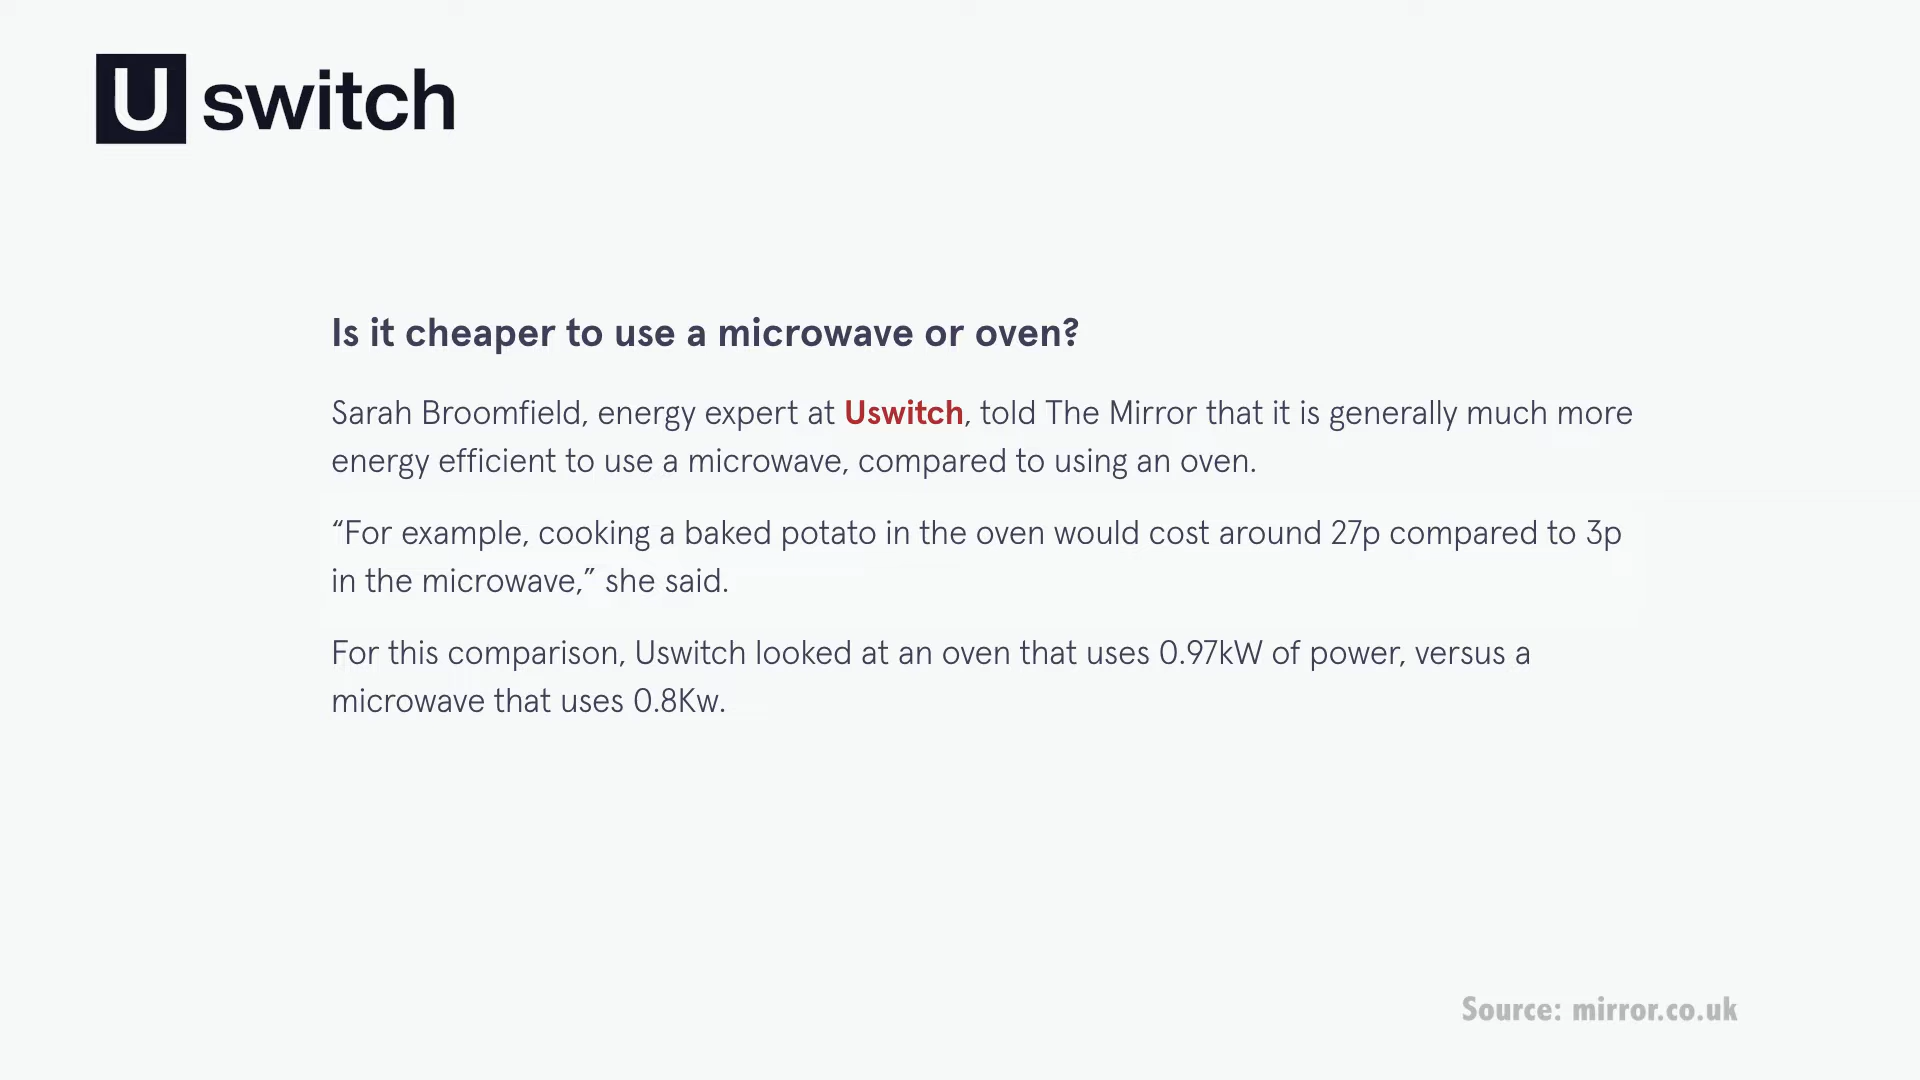 U switch
Is it cheaper to use a microwave or oven?
Sarah Broomfield, energy expert at Uswitch, told The Mirror that it is generally much more
energy efficient to use a microwave, compared to using an oven.
“For example, cooking a baked potato in the oven would cost around 27p compared to 3p
in the microwave,” she said.
For this comparison, Uswitch looked at an oven that uses 0.97kW of power, versus a
microwave that uses 0.8Kw.
Source: mirror.co.uk